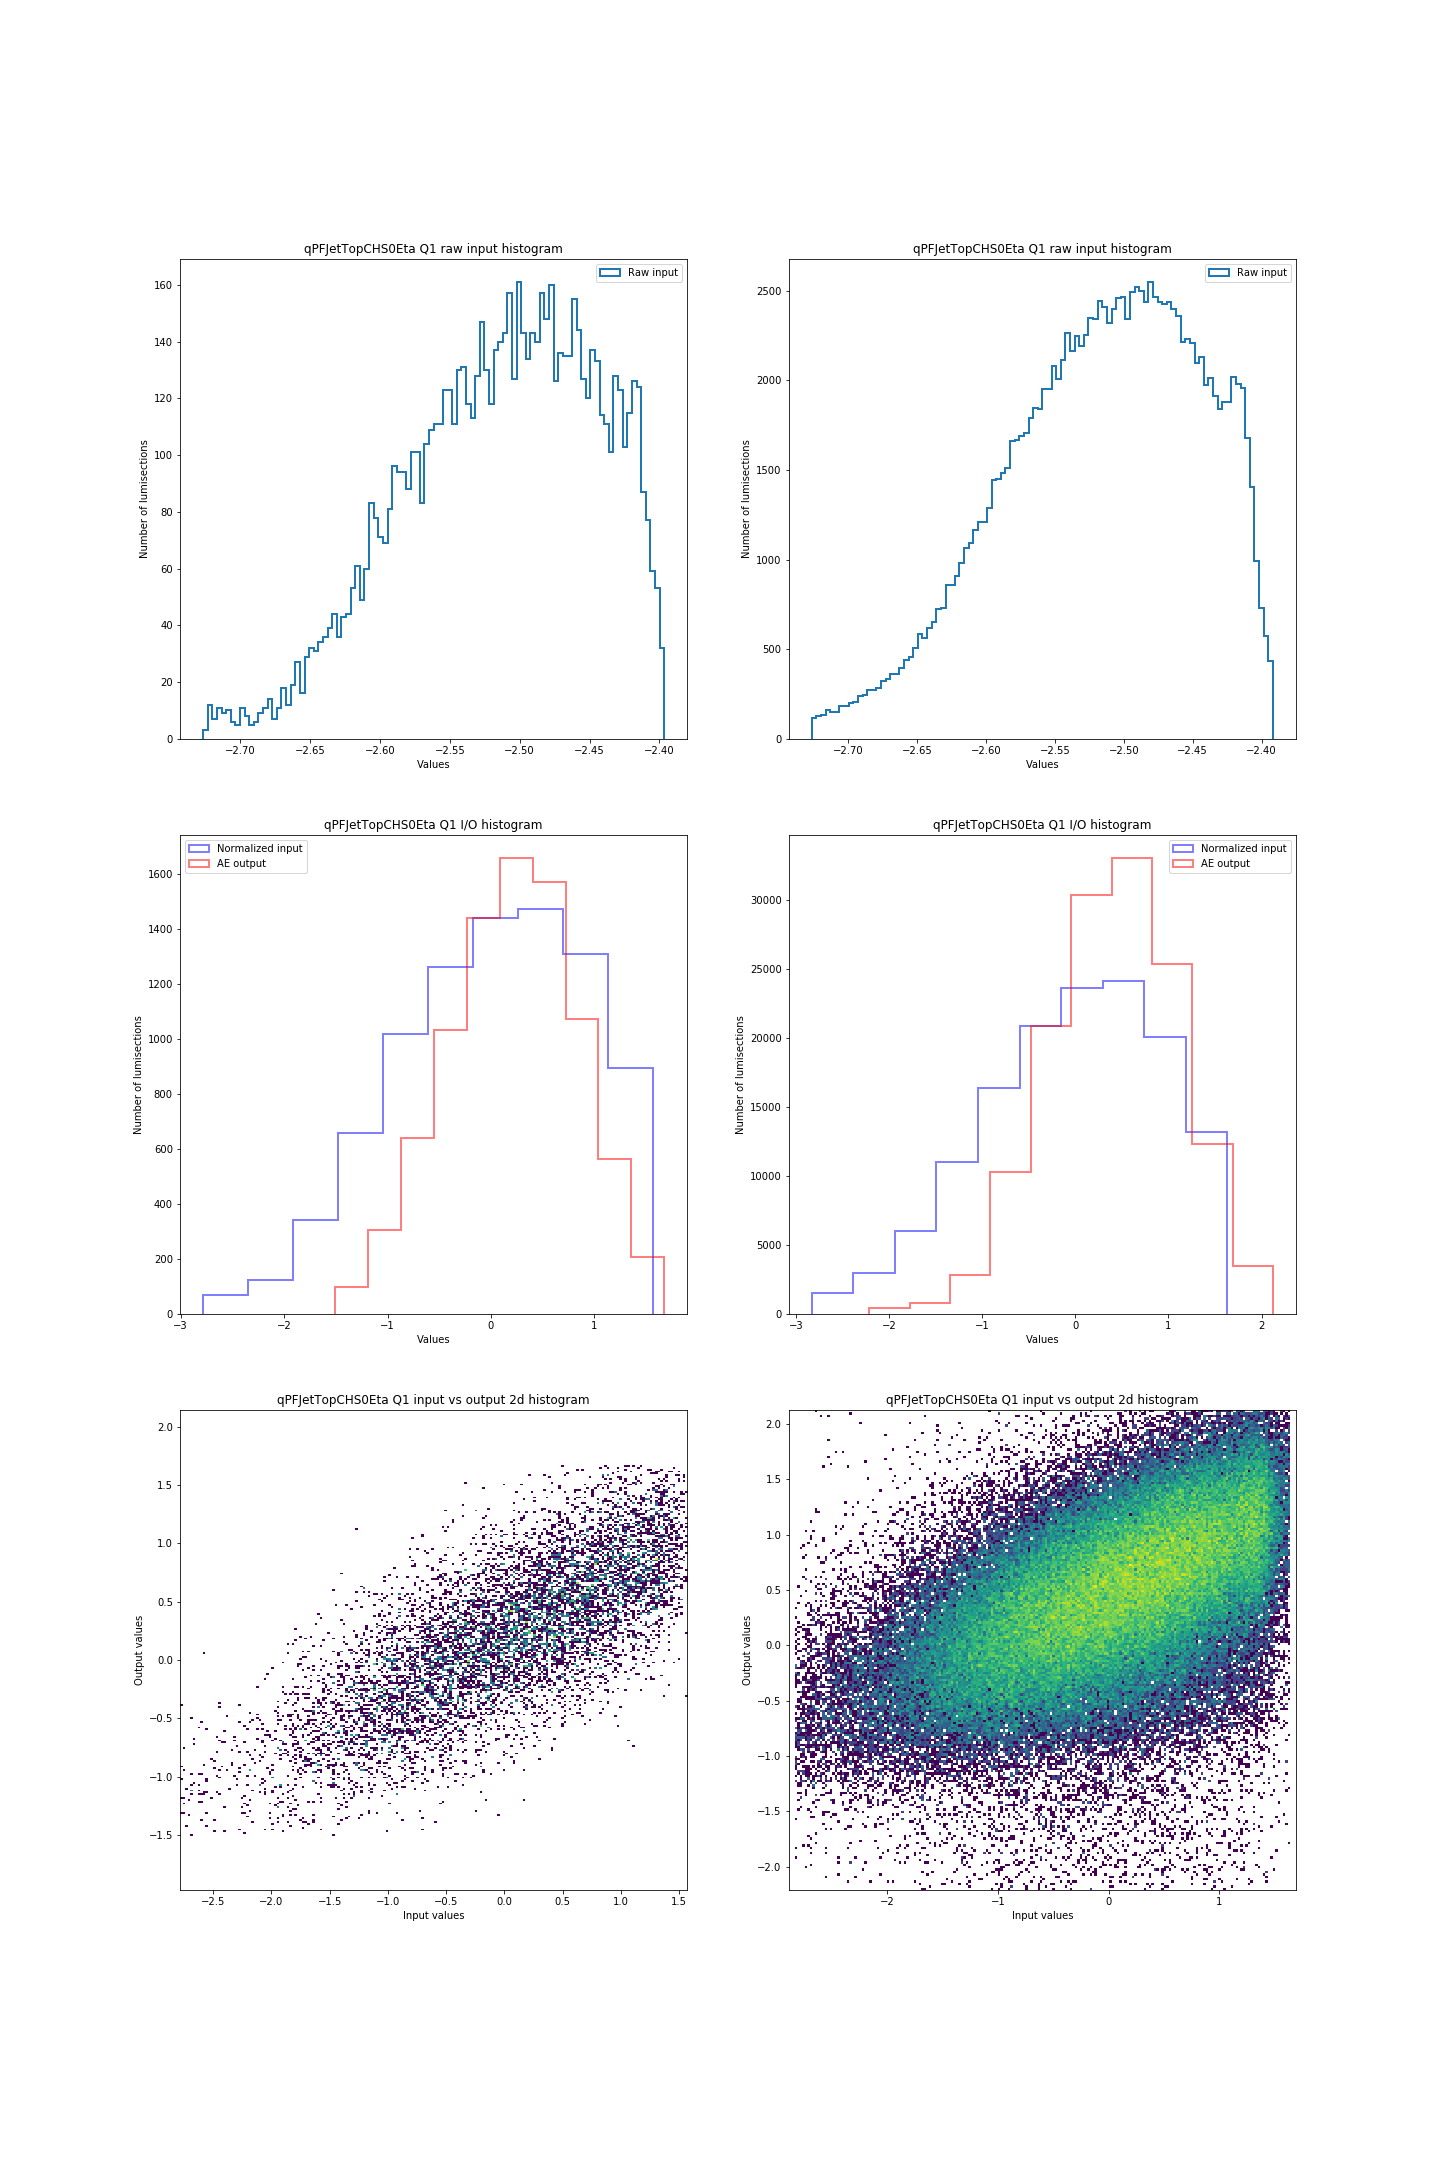 qPFJetTopCHS0Eta Q1 raw input histogram
Raw input
160
140
120
100
80
60
40
20
0
Number of lumisections
−2.70 −2.65 −2.60 −2.55 −2.50 −2.45 −2.40
Values
qPFJetTopCHS0Eta Q1 raw input histogram
Raw input
2500
2000
1500
1000
500
0
Number of lumisections
−2.70 −2.65 −2.60 −2.55 −2.50 −2.45 −2.40
Values
qPFJetTopCHS0Eta Q1 I/O histogram
Normalized input
AE output
1600
1400
1200
1000
800
600
400
200
0
Number of lumisections
−3 −2 −1 0 1
Values
qPFJetTopCHS0Eta Q1 I/O histogram
Normalized input
AE output
30000
25000
20000
15000
10000
5000
0
Number of lumisections
−3 −2 −1 0 1 2
Values
qPFJetTopCHS0Eta Q1 input vs output 2d histogram
2.0
1.5
1.0
0.5
0.0
−0.5
−1.0
−1.5
Output values
−2.5 −2.0 −1.5 −1.0 −0.5 0.0 0.5 1.0 1.5
Input values
qPFJetTopCHS0Eta Q1 input vs output 2d histogram
2.0
1.5
1.0
0.5
0.0
−0.5
−1.0
−1.5
−2.0
Output values
−2 −1 0 1
Input values